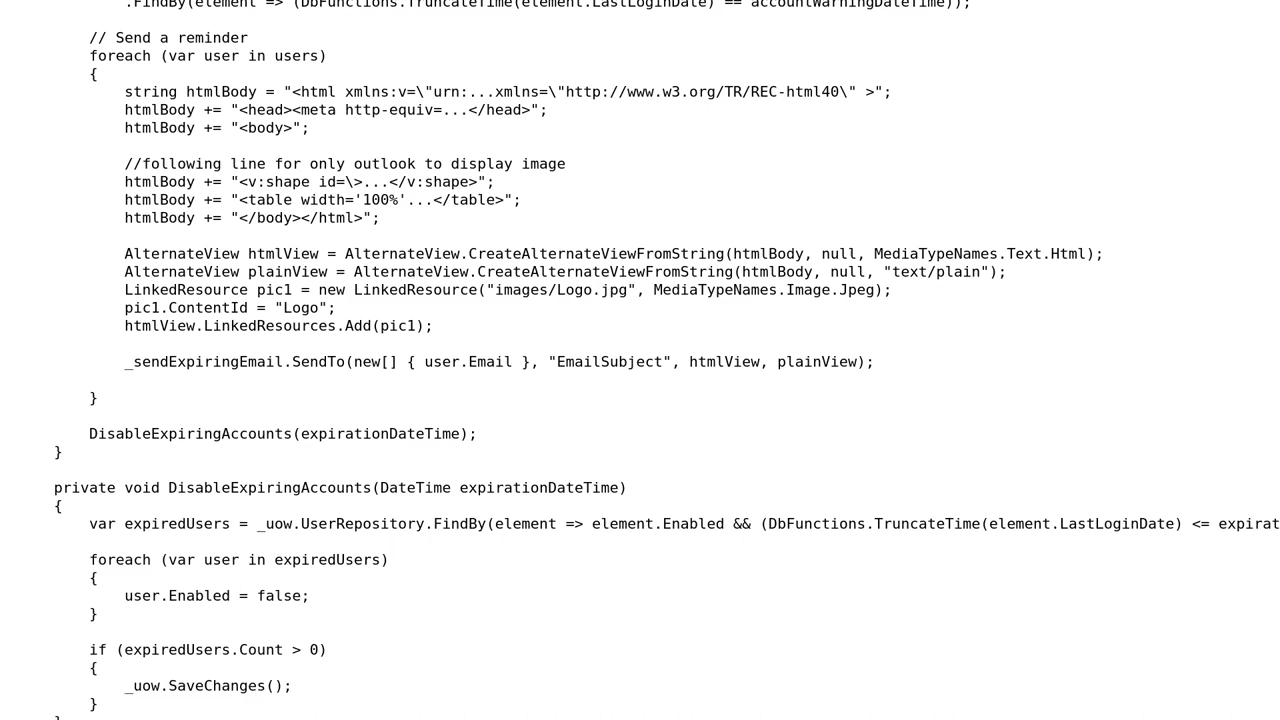 .FindBy(element => (DbFunctions.TruncateTime(element.LastLoginDate) == accountWarningDateTime));
// Send a reminder
foreach (var user in users)
{
string htmlBody = "<html xmlns:v=\"urn:...xmlns=\"http://www.w3.org/TR/REC-html40\" >";
htmlBody += "<head><meta http-equiv=...</head>";
htmlBody += "<body>";
//following line for only outlook to display image
htmlBody += "<v:shape id=\>...</v:shape>";
htmlBody += "<table width='100%'...</table>";
htmlBody += "</body></html>";
AlternateView htmlView = AlternateView.CreateAlternateViewFromString(htmlBody, null, MediaTypeNames.Text.Html);
AlternateView plainView = AlternateView.CreateAlternateViewFromString(htmlBody, null, "text/plain");
LinkedResource pic1 = new LinkedResource("images/Logo.jpg", MediaTypeNames.Image.Jpeg);
pic1.ContentId = "Logo";
htmlView.LinkedResources.Add(pic1);
_sendExpiringEmail.SendTo(new[] { user.Email }, "EmailSubject", htmlView, plainView);
}
DisableExpiringAccounts(expirationDateTime);
}
private void DisableExpiringAccounts(DateTime expirationDateTime)
{
var expiredUsers = _uow.UserRepository.FindBy(element => element.Enabled && (DbFunctions.TruncateTime(element.LastLoginDate) <= expirat
foreach (var user in expiredUsers)
{
user.Enabled = false;
}
if (expiredUsers.Count > 0)
{
_uow.SaveChanges();
}
}